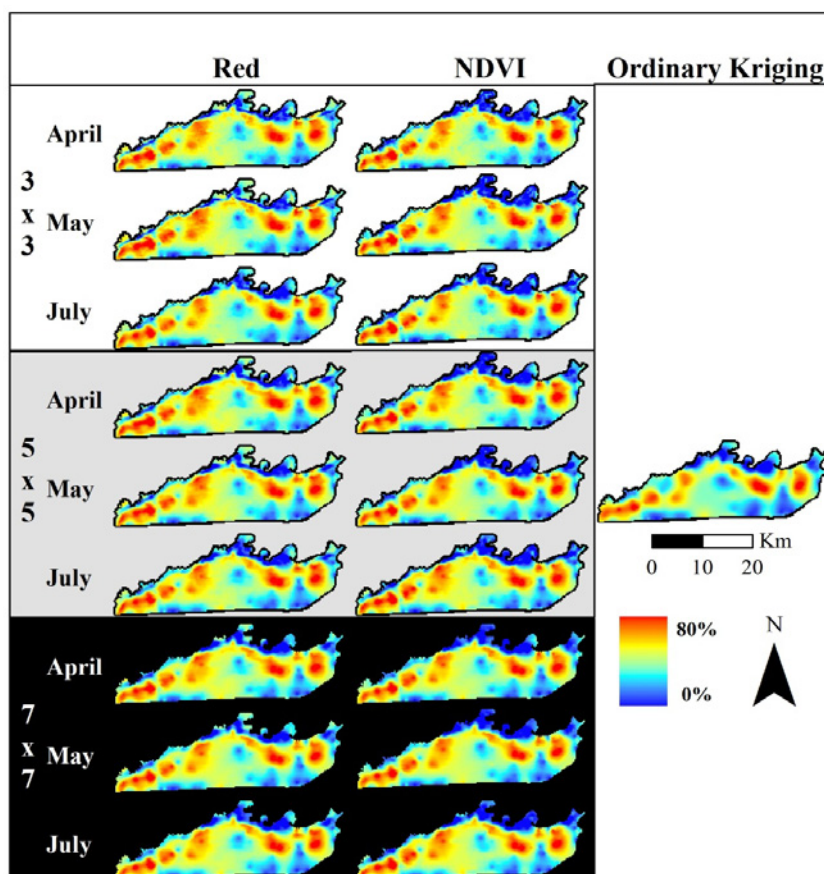 Red NDVI Ordinary Kriging
April
3 x 3 May
July
April
5 x 5 May
July
April
7 x 7 May
July
Km
0 10 20
80%
0%
N